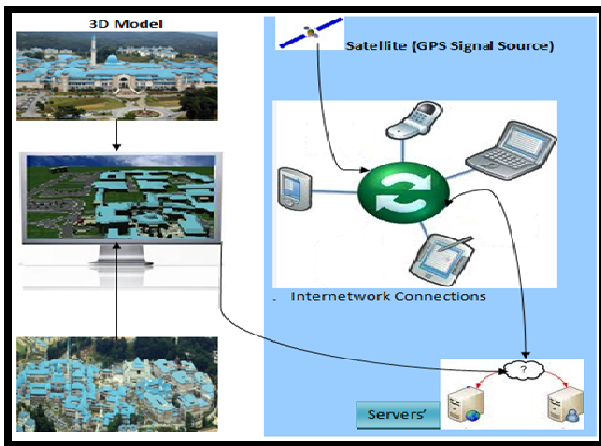 3D Model
Satellite (GPS Signal Source)
. Internetwork Connections
?
Servers’